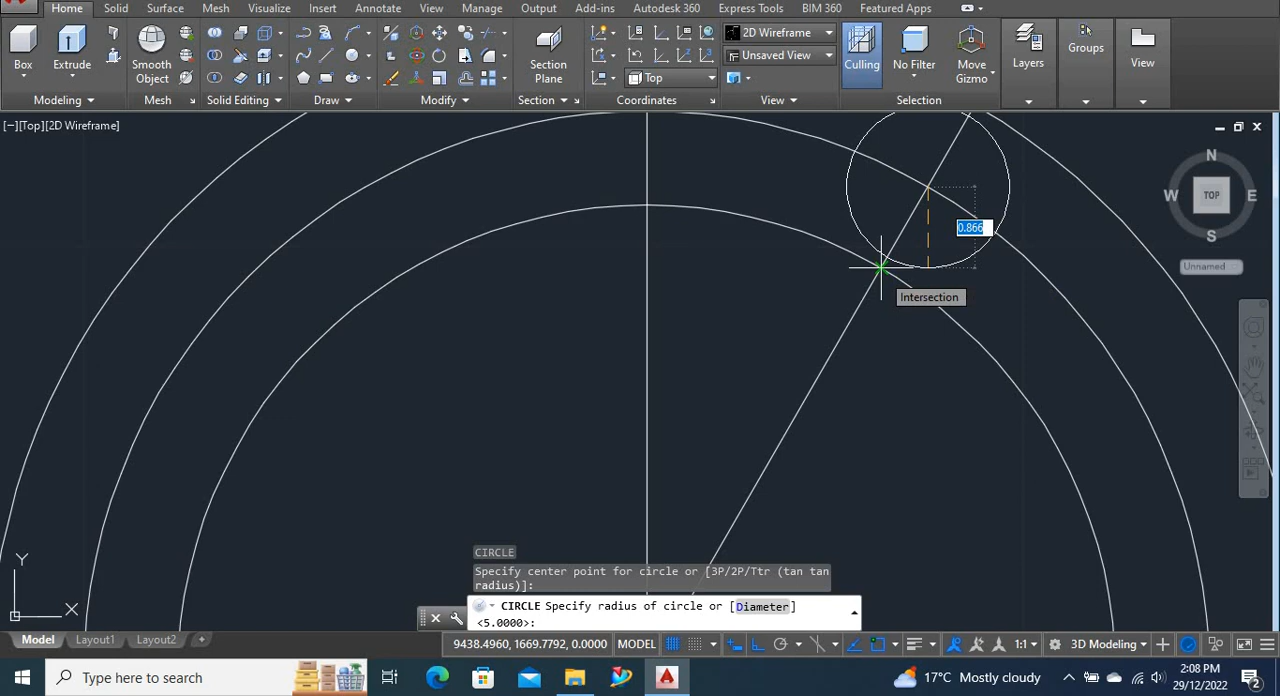 Home Solid Surface Mesh Visualize Insert Annotate View Manage Output Add-ins Autodesk 360 Express Tools BIM 360 Featured Apps
Box Extrude Smooth Object Section Plane Top 2D Wireframe Unsaved View Culling No Filter Move Gizmo Layers Groups View
Modeling Mesh Solid Editing Draw Modify Section Coordinates View Selection
[−][Top][2D Wireframe]
N
W TOP E
S
Unnamed
0.866
Intersection
Y
X
CIRCLE
Specify center point for circle or [3P/2P/Ttr (tan tan
radius)]:
CIRCLE Specify radius of circle or [Diameter]
<5.0000>:
Model Layout1 Layout2 + 9438.4960, 1669.7792, 0.0000 MODEL 1:1 3D Modeling
Type here to search 17°C Mostly cloudy 2:08 PM
29/12/2022 2